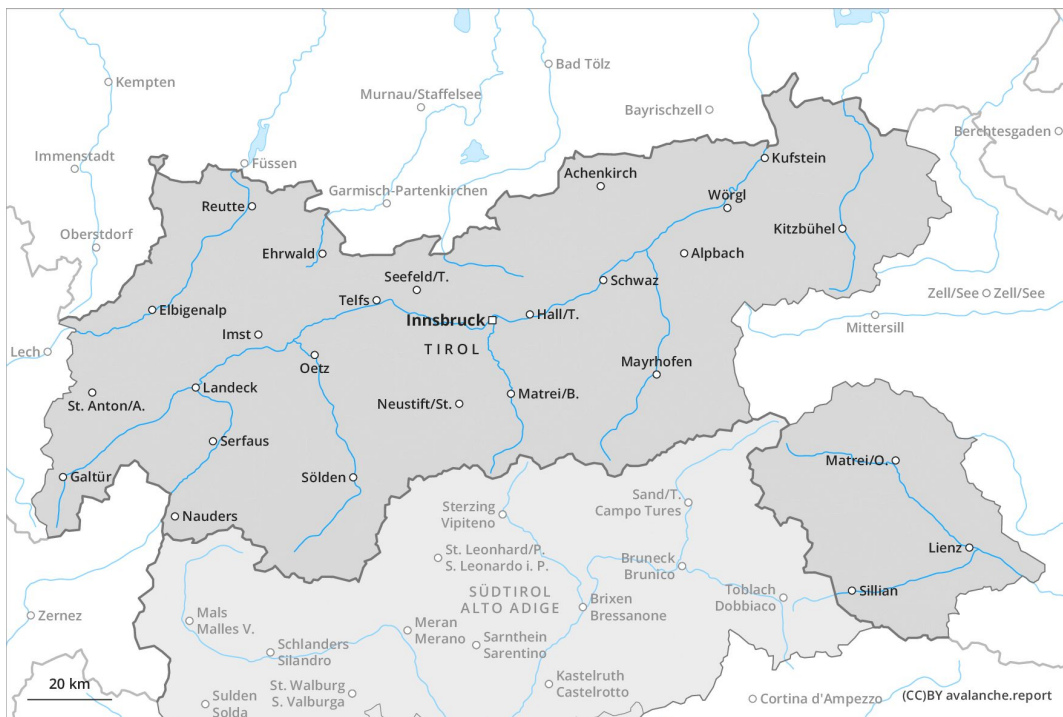 Bad Tölz
Kempten
Murnau/Staffelsee
Bayrischzell
Berchtesgaden
Immenstadt
Füssen
Kufstein
Achenkirch
Garmisch-Partenkirchen
Reutte
Wörgl
Oberstdorf
Kitzbühel
Ehrwald
Alpbach
Seefeld/T.
Schwaz
Telfs
Zell/See
Zell/See
Elbigenalp
Innsbruck
Hall/T.
Mittersill
Imst
Lech
TIROL
Oetz
Mayrhofen
Landeck
St. Anton/A.
Neustift/St.
Matrei/B.
Serfaus
Matrei/O.
Galtür
Sölden
Sand/T.
Campo Tures
Sterzing
Vipiteno
Nauders
Lienz
St. Leonhard/P.
S. Leonardo i. P.
Bruneck
Brunico
SÜDTIROL
ALTO ADIGE
Toblach
Dobbiaco
Sillian
Brixen
Bressanone
Zernez
Mals
Malles V.
Meran
Merano
Sarnthein
Sarentino
Schlanders
Silandro
Kastelruth
Castelrotto
20 km
St. Walburg
S. Valburga
Sulden
Solda
Cortina d'Ampezzo
(CC)BY avalanche.report